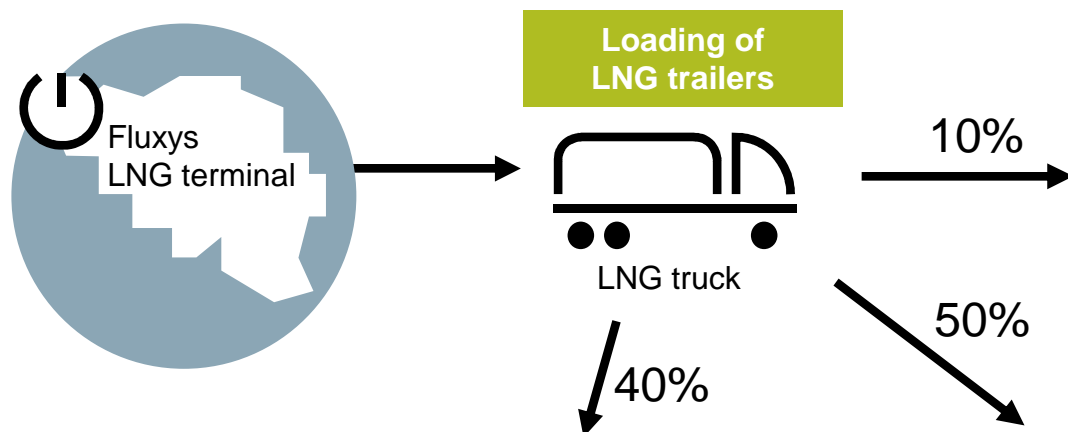 Loading of
LNG trailers
Fluxys
LNG terminal
10%
LNG truck
50%
40%